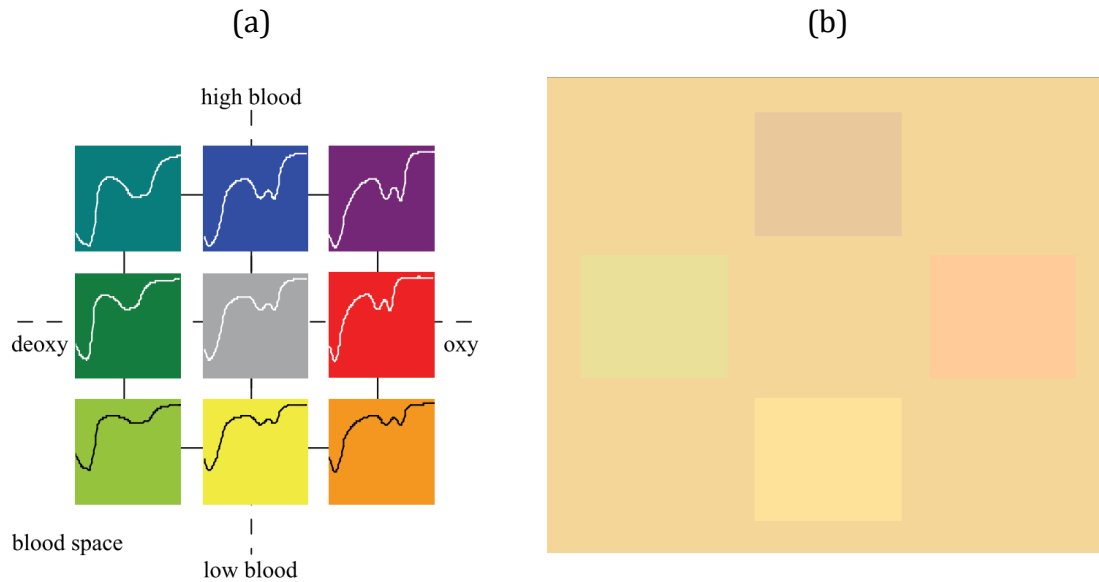 (a)
(b)
high blood
deoxy
oxy
blood space
low blood